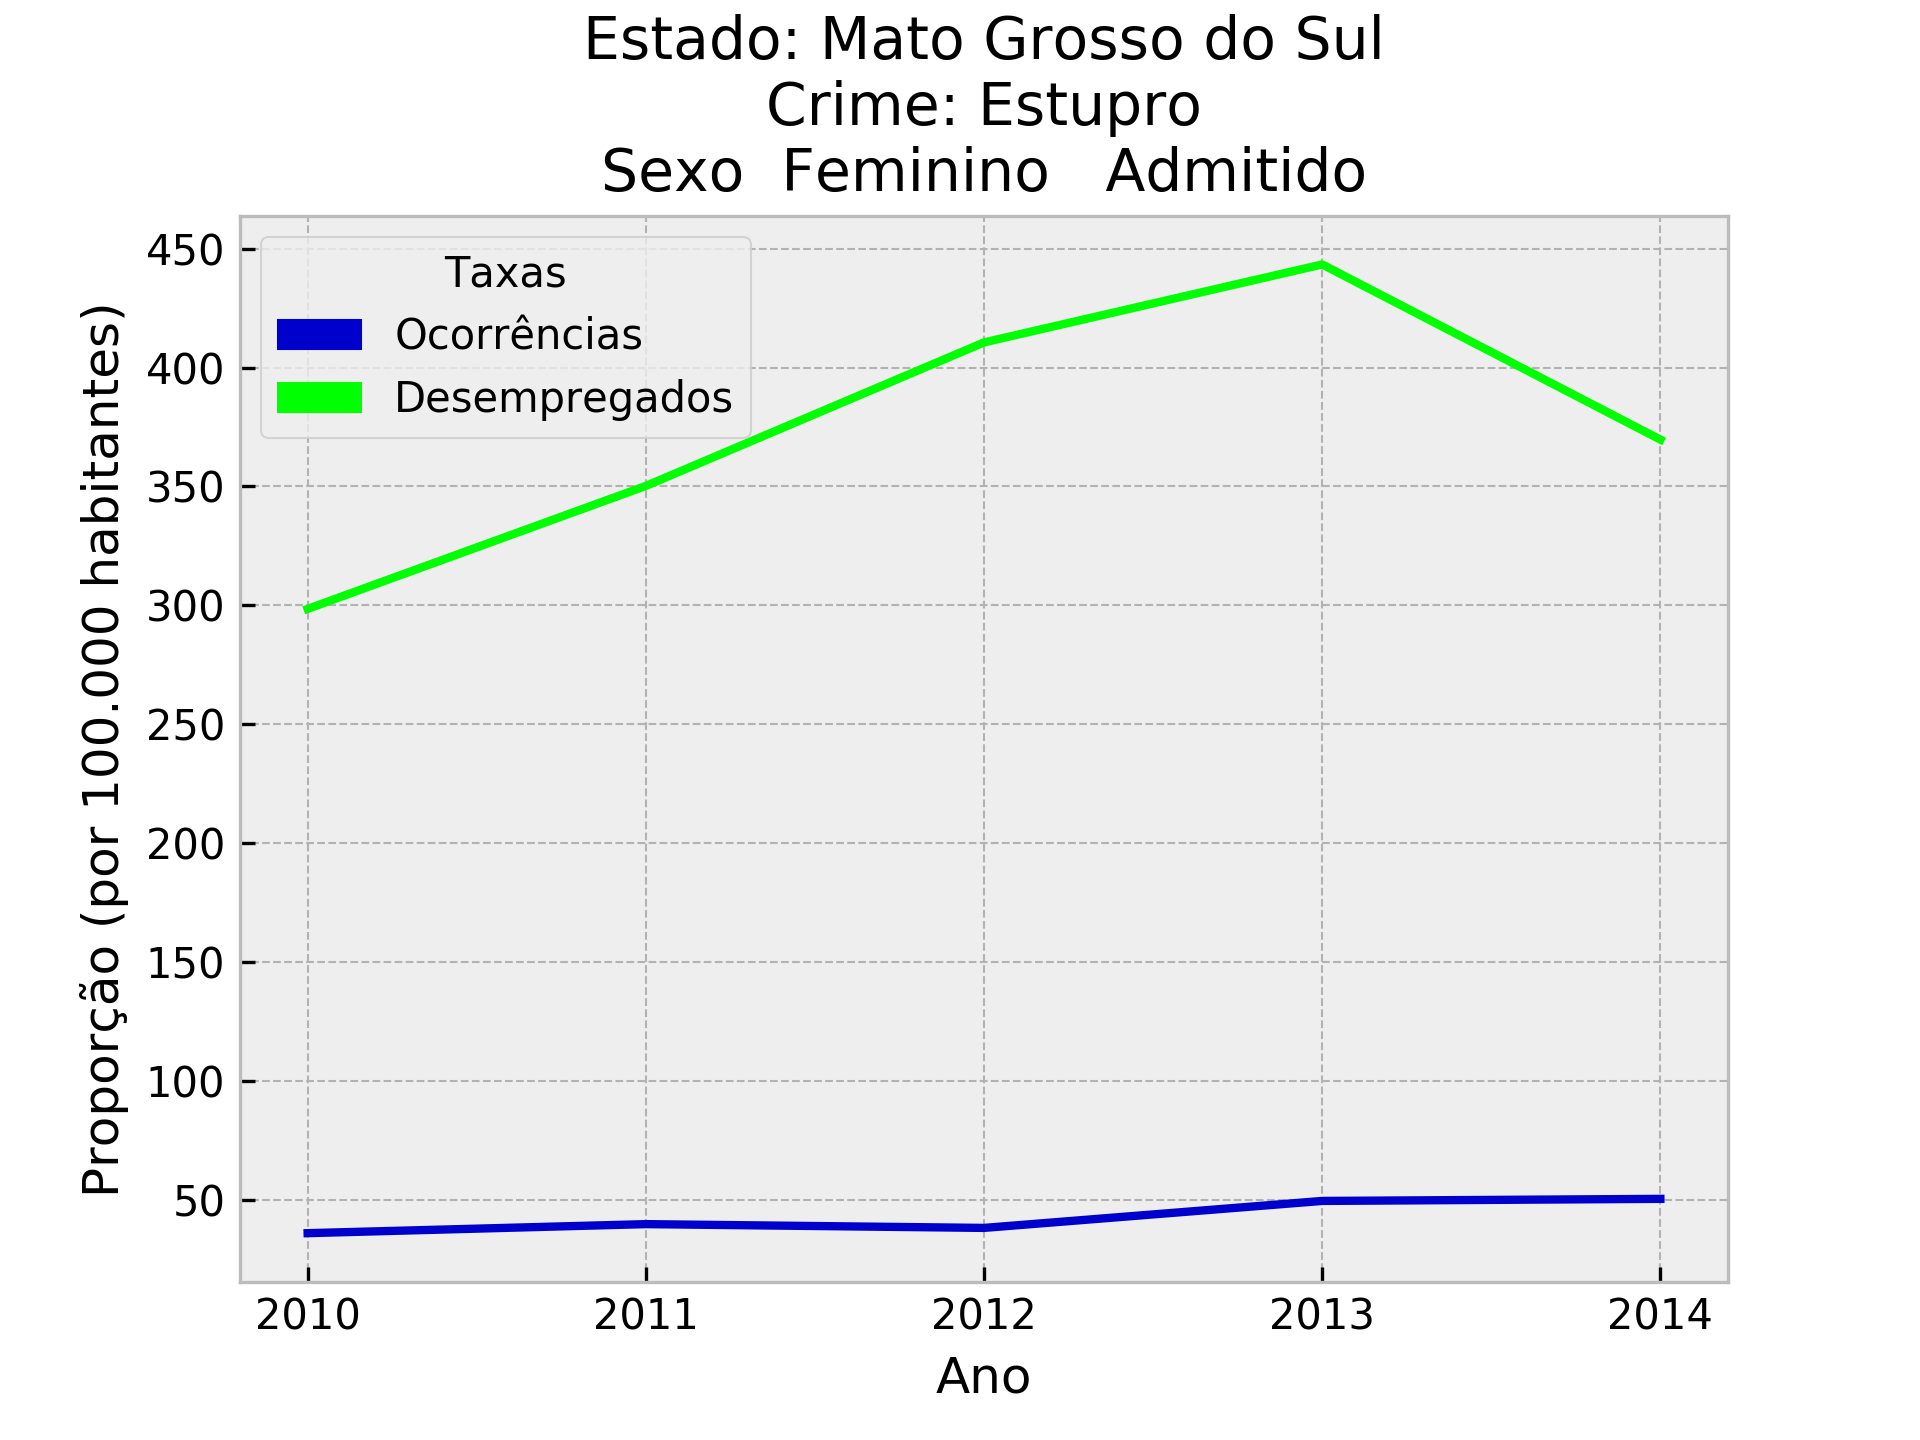 Estado: Mato Grosso do Sul
Crime: Estupro
Sexo  Feminino   Admitido
Proporção (por 100.000 habitantes)
450
400
350
300
250
200
150
100
50
Taxas
Ocorrências
Desempregados
2010 2011 2012 2013 2014
Ano